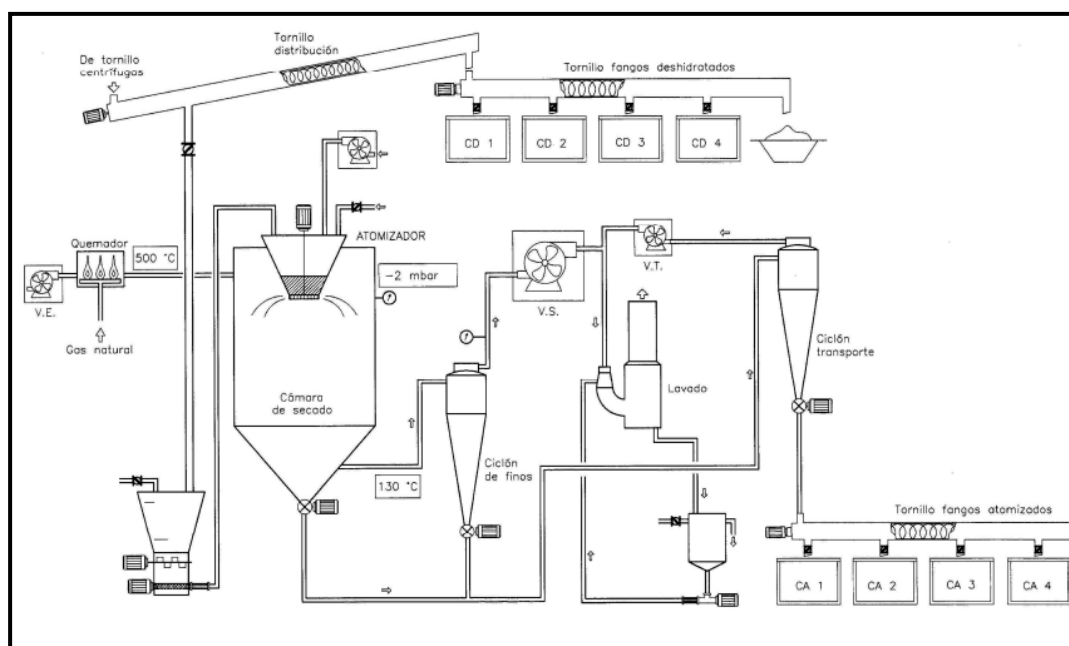 Tornillo
distribución
De tornillo
centrífugas
Tornillo fangos deshidratados
CD 1
CD 2
CD 3
CD 4
Quemador
500 °C
ATOMIZADOR
-2 mbar
V.E.
Gas natural
V.S.
V.T.
Ciclón
transporte
Lavado
Cámara
de secado
Ciclón
de finos
130 °C
Tornillo fangos atomizados
CA 1
CA 2
CA 3
CA 4